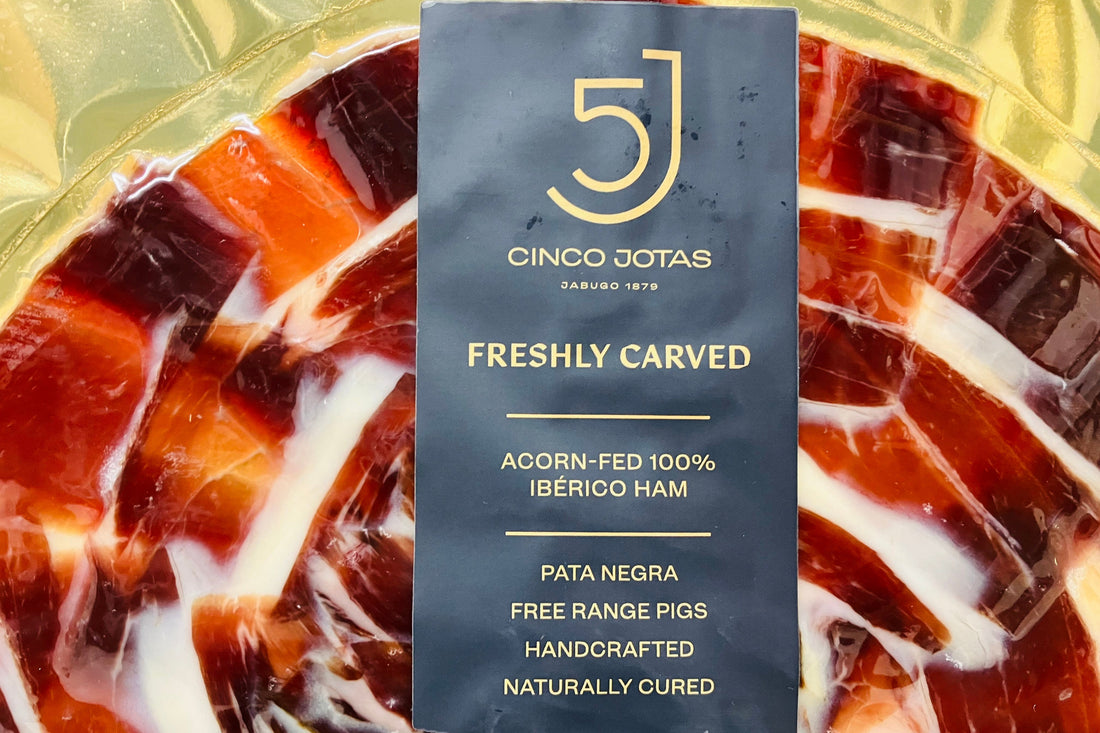 5J
CINCO JOTAS
JABUGO 1879
FRESHLY CARVED
ACORN-FED 100%
IBÉRICO HAM
PATA NEGRA
FREE RANGE PIGS
HANDCRAFTED
NATURALLY CURED